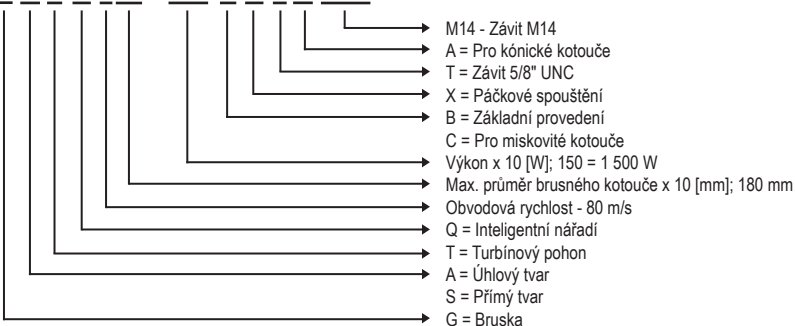 M14 - Závit M14
A = Pro kónické kotouče
T = Závit 5/8" UNC
X = Páčkové spouštění
B = Základní provedení
C = Pro miskovité kotouče
Výkon x 10 [W]; 150 = 1 500 W
Max. průměr brusného kotouče x 10 [mm]; 180 mm
Obvodová rychlost - 80 m/s
Q = Inteligentní nářadí
T = Turbínový pohon
A = Úhlový tvar
S = Přímý tvar
G = Bruska